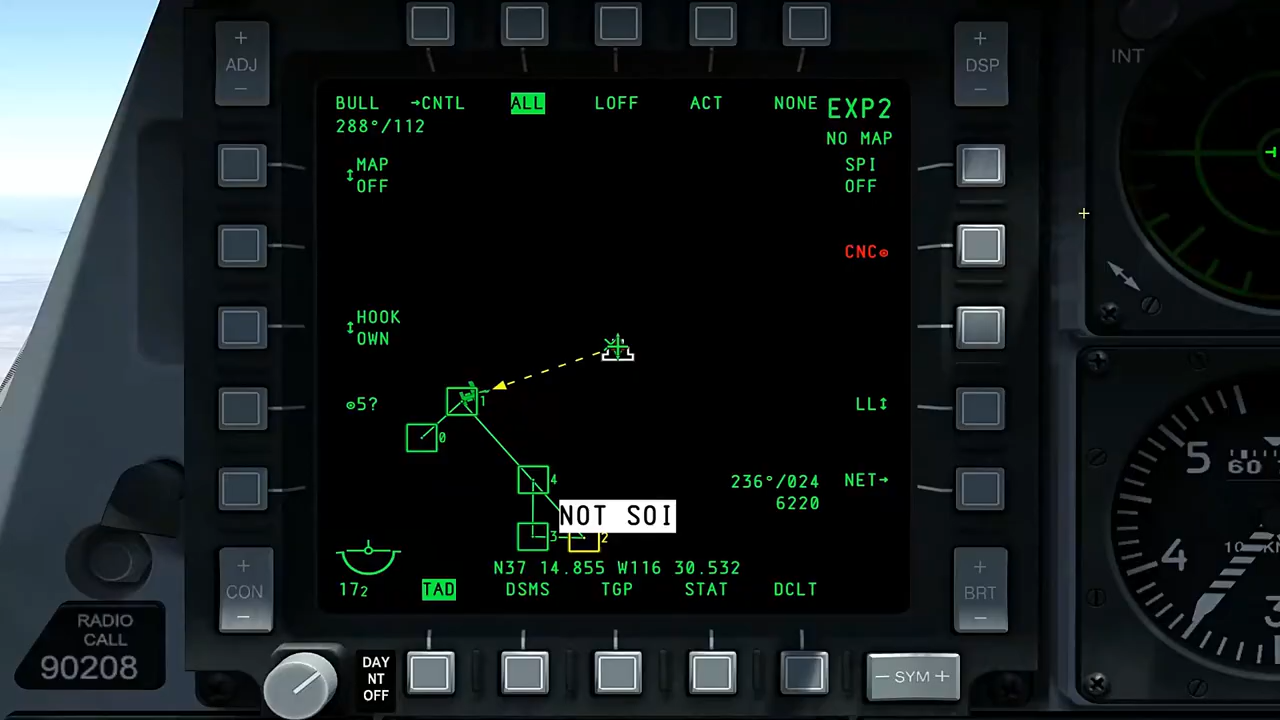 INT
ADJ
DSP
BULL →CNTL ALL LOFF ACT NONE EXP2
288°/112
NO MAP
↕MAP
OFF
SPI
OFF
CNC⊙
↕HOOK
OWN
⊙5?
LL↕
1
0
4
3
2
236°/024
6220
NET→
NOT SOI
N37 14.855 W116 30.532
17₂ TAD DSMS TGP STAT DCLT
CON
BRT
RADIO
CALL
90208
DAY
NT
OFF
− SYM +
5
60
4
3